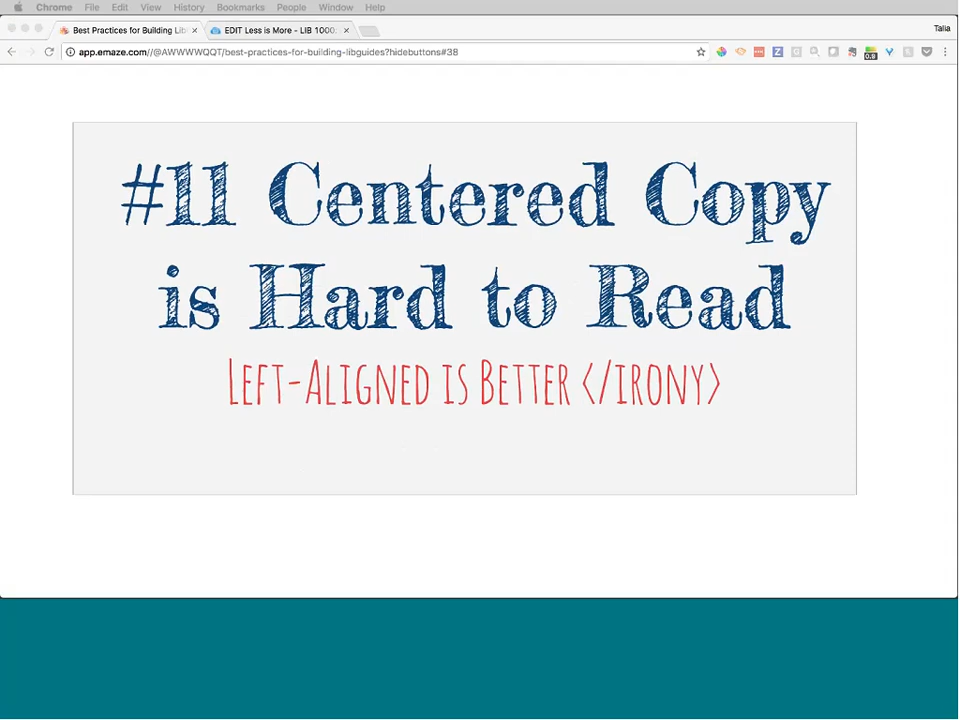 Chrome File Edit View History Bookmarks People Window Help
Best Practices for Building Lib
EDIT Less is More - LIB 1000:
Talia
app.emaze.com//@AWWWWQQT/best-practices-for-building-libguides?hidebuttons#38
0.9
#11 Centered Copy
is Hard to Read
Left-Aligned is Better </irony>